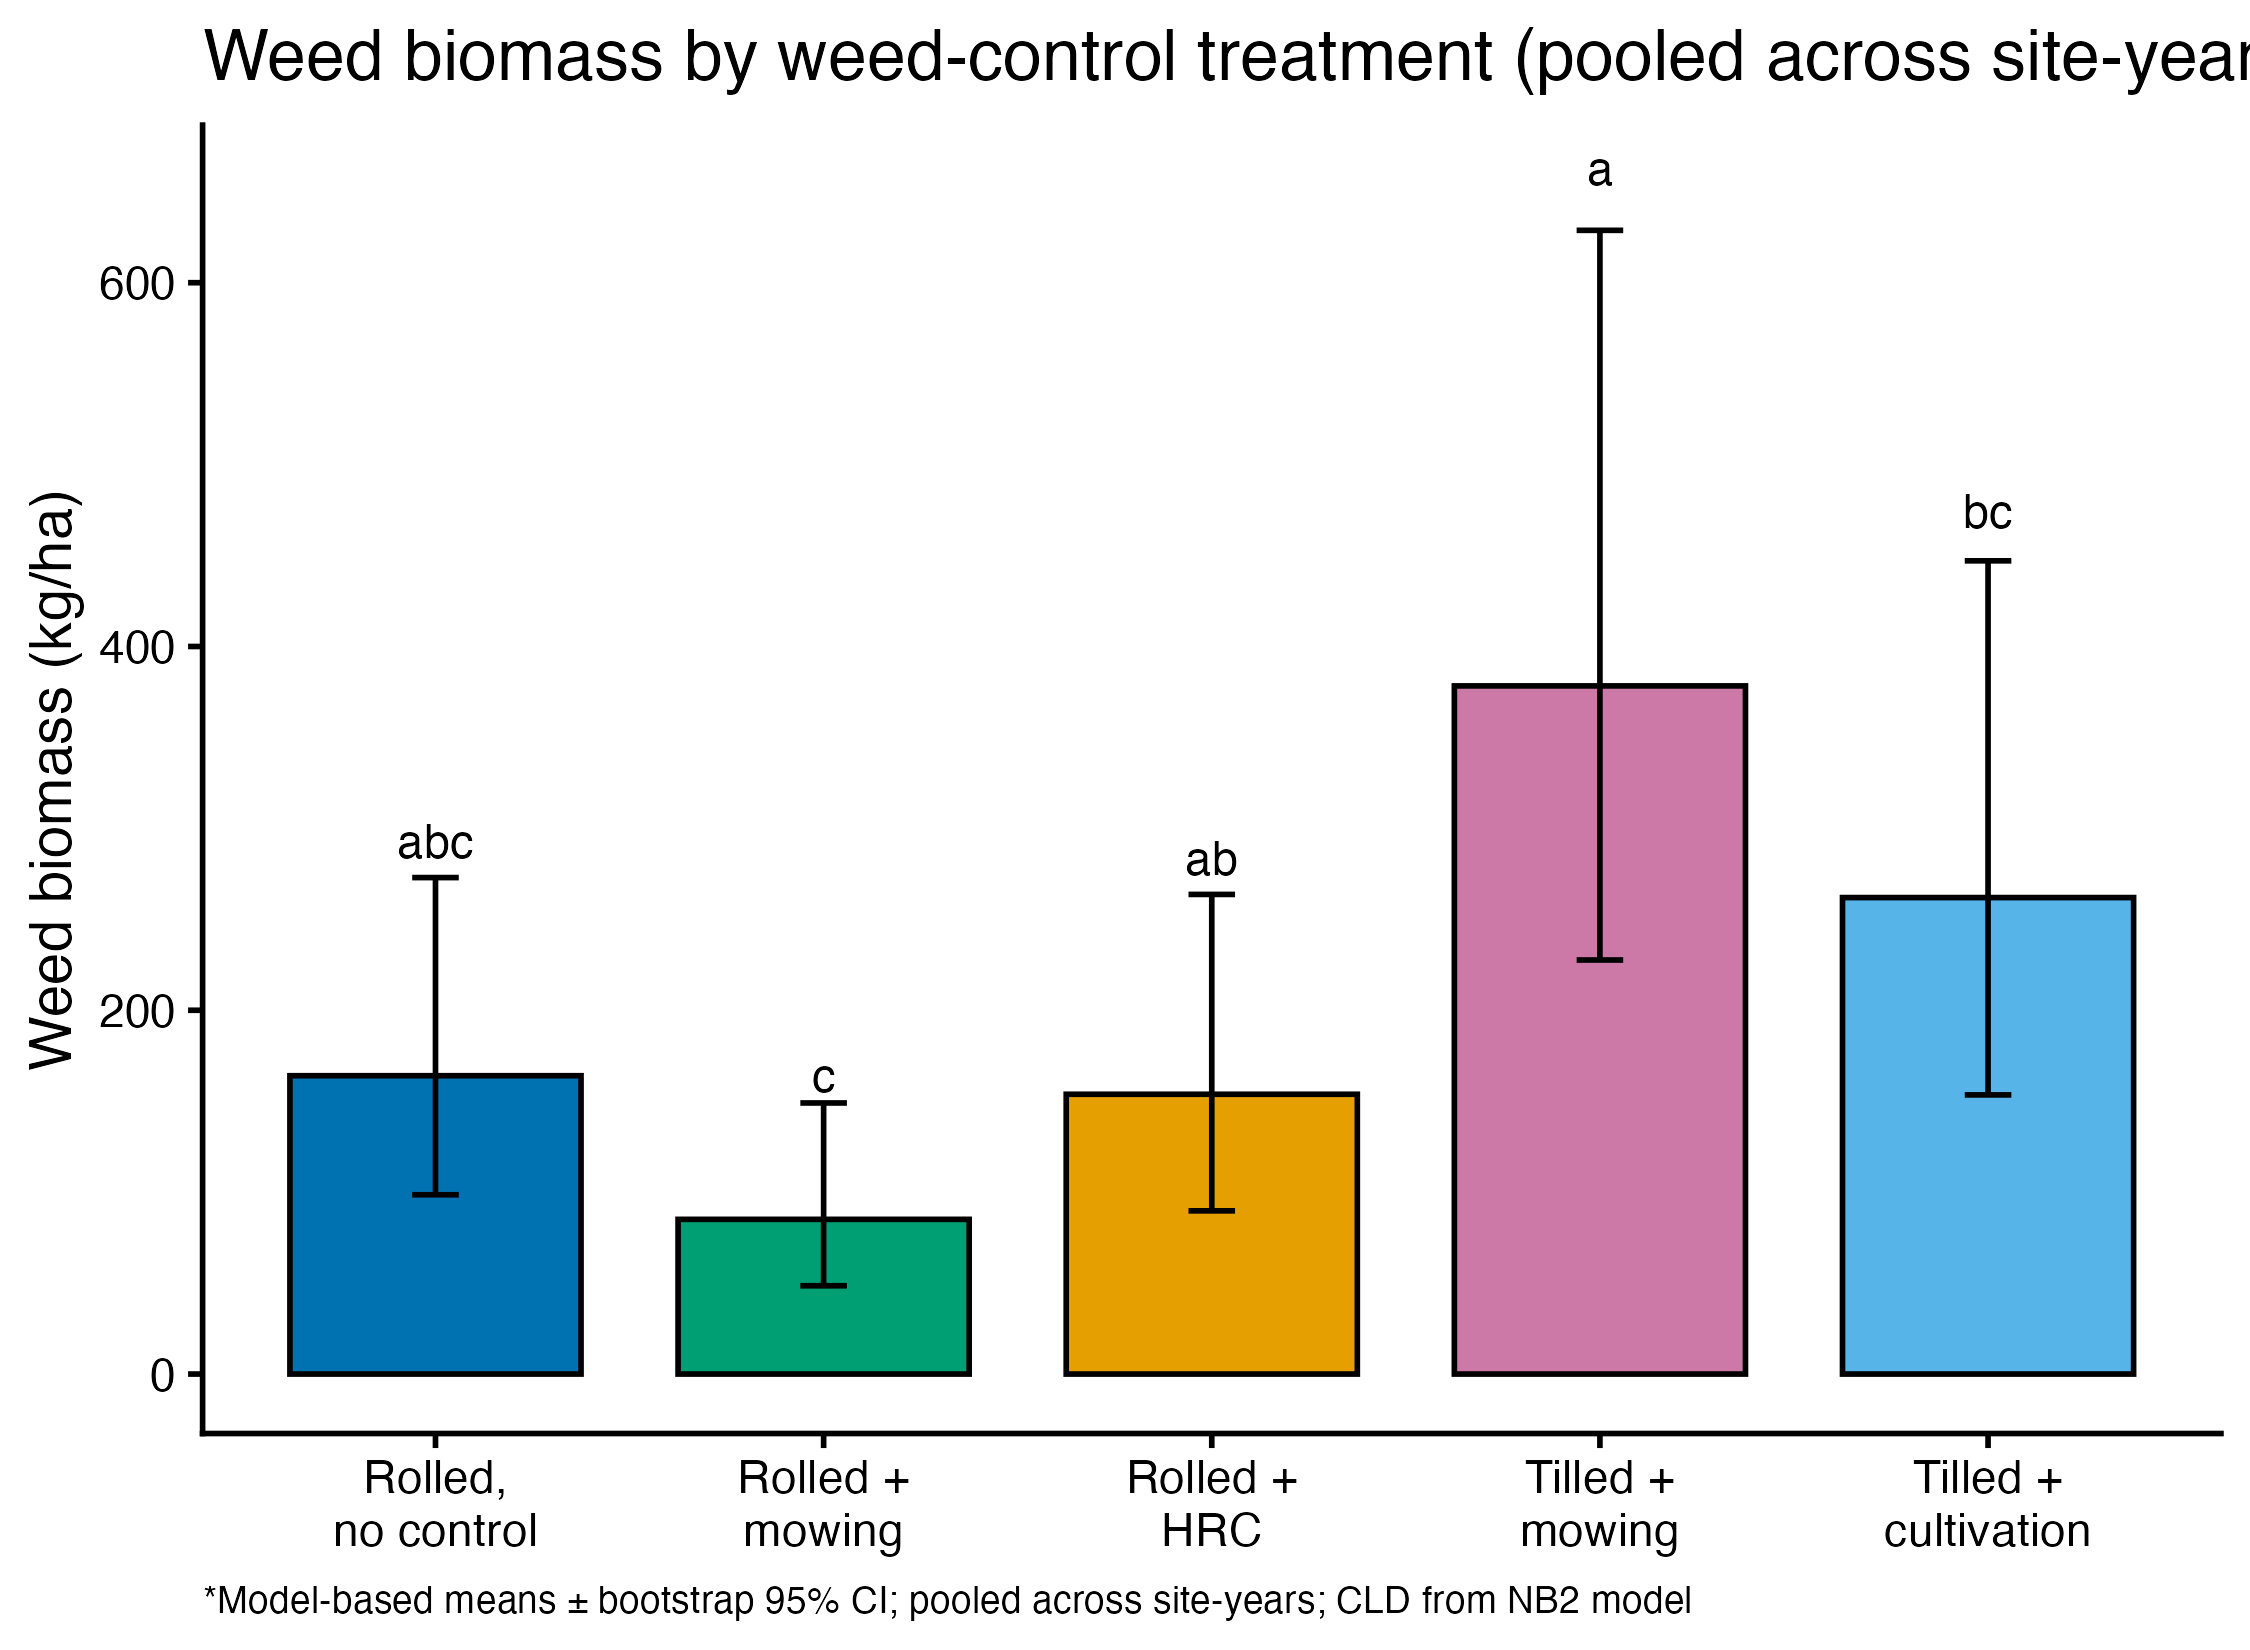 Weed biomass by weed-control treatment (pooled across site-year
a
600
bc
Weed biomass (kg/ha)
400
abc
ab
c
200
0
Rolled,
no control
Rolled +
mowing
Rolled +
HRC
Tilled +
mowing
Tilled +
cultivation
*Model-based means ± bootstrap 95% CI; pooled across site-years; CLD from NB2 model